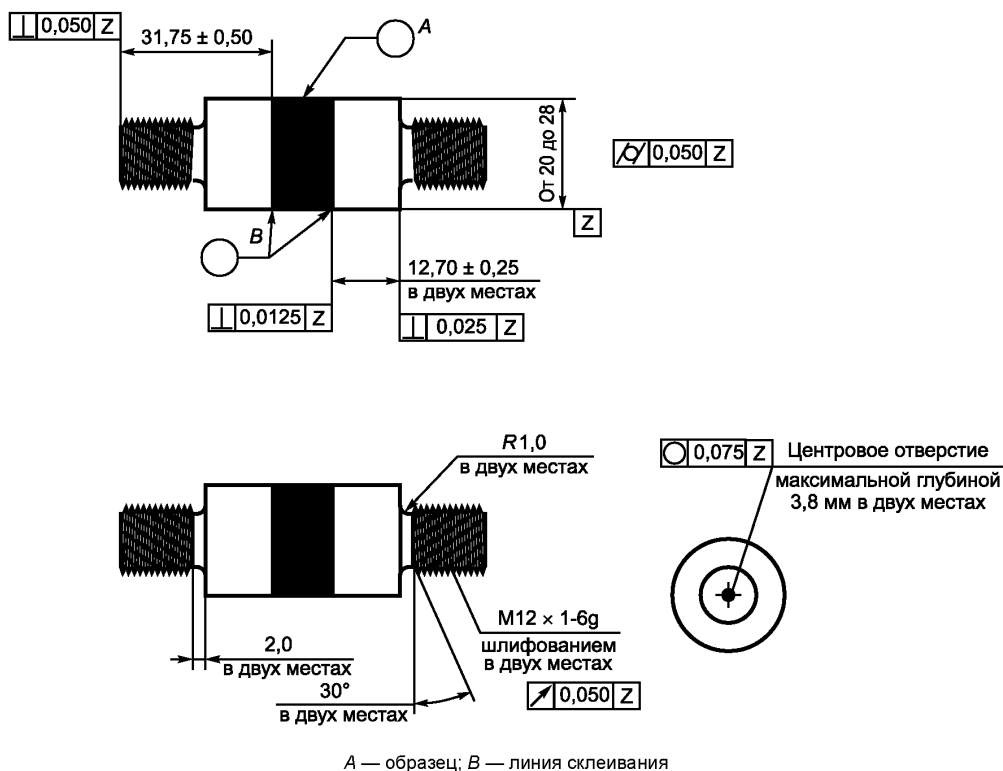 ⊥ 0,050 Z
31,75 ± 0,50
A
От 20 до 28
⌭ 0,050 Z
Z
B
12,70 ± 0,25
в двух местах
⊥ 0,0125 Z
⊥ 0,025 Z
R1,0
в двух местах
○ 0,075 Z
Центровое отверстие
максимальной глубиной
3,8 мм в двух местах
M12 × 1-6g
шлифованием
в двух местах
2,0
в двух местах
30°
в двух местах
↗ 0,050 Z
A — образец; B — линия склеивания